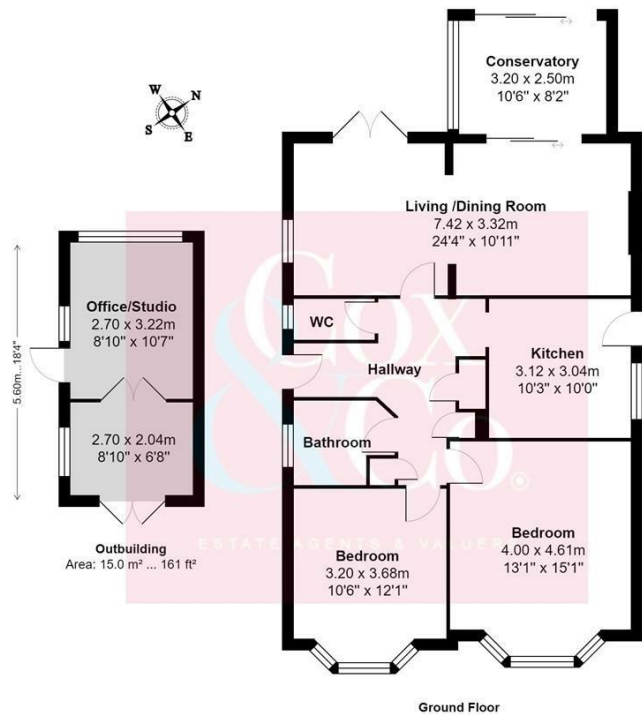 Conservatory
3.20 x 2.50m
10'6" x 8'2"
W
N
S
E
Living /Dining Room
7.42 x 3.32m
24'4" x 10'11"
5.60m...18'4"
Office/Studio
2.70 x 3.22m
8'10" x 10'7"
WC
Hallway
Kitchen
3.12 x 3.04m
10'3" x 10'0"
2.70 x 2.04m
8'10" x 6'8"
Bathroom
Outbuilding
Area: 15.0 m² ... 161 ft²
Bedroom
3.20 x 3.68m
10'6" x 12'1"
Bedroom
4.00 x 4.61m
13'1" x 15'1"
Cox
& Co.
ESTATE AGENTS & VALUER
Ground Floor